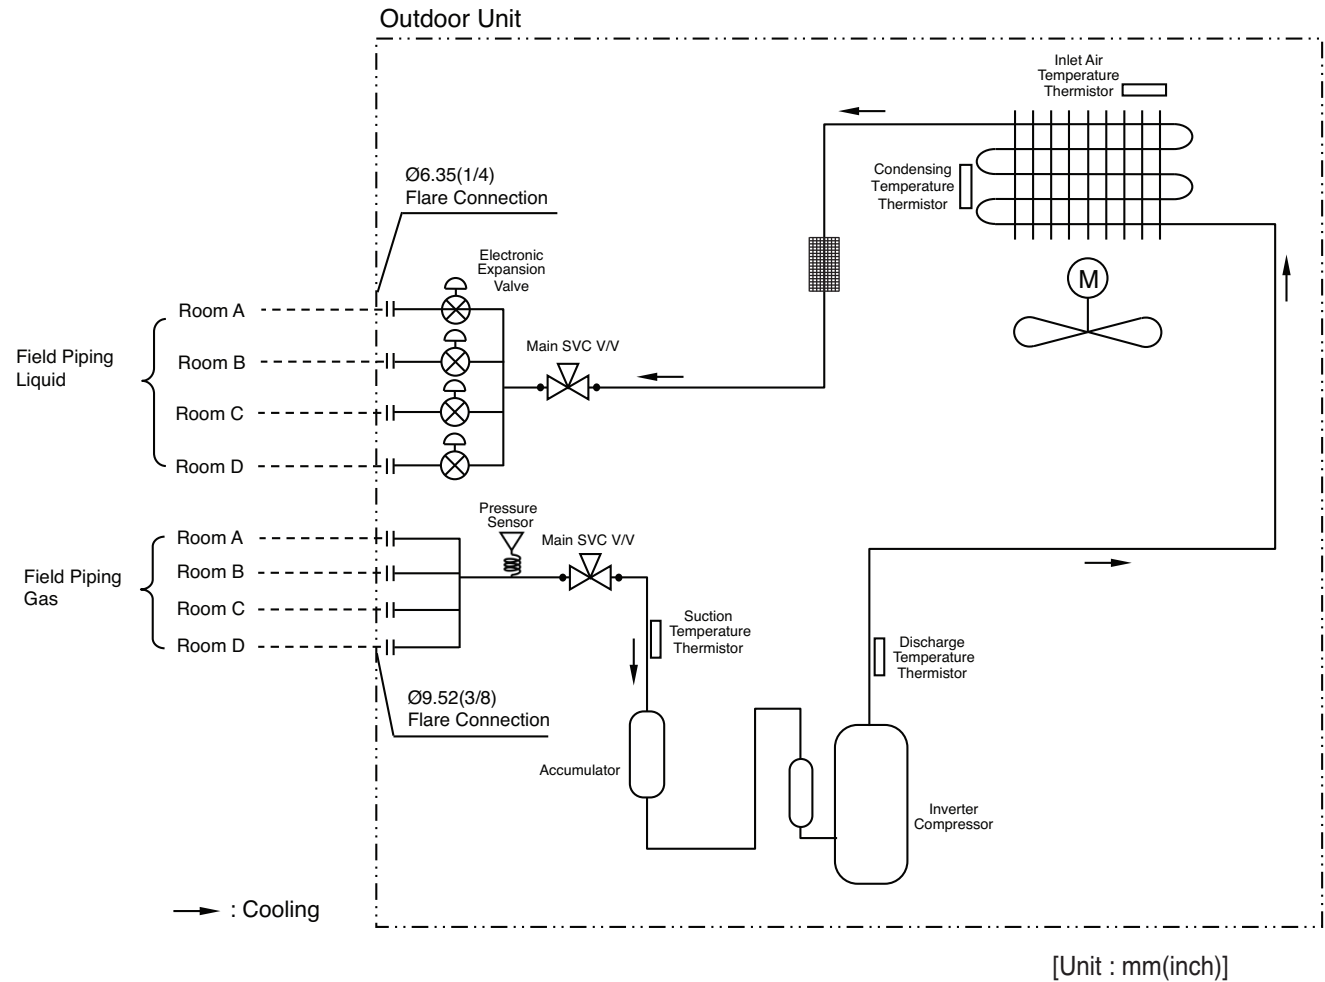 Outdoor Unit
Inlet Air
Temperature
Thermistor
Ø6.35(1/4)
Flare Connection
Condensing
Temperature
Thermistor
Electronic
Expansion
Valve
M
Room A
Main SVC V/V
Field Piping
Liquid
Room B
Room C
Room D
Pressure
Sensor
Main SVC V/V
Room A
Field Piping
Gas
Room B
Room C
Room D
Suction
Temperature
Thermistor
Discharge
Temperature
Thermistor
Ø9.52(3/8)
Flare Connection
Accumulator
Inverter
Compressor
: Cooling
[Unit : mm(inch)]